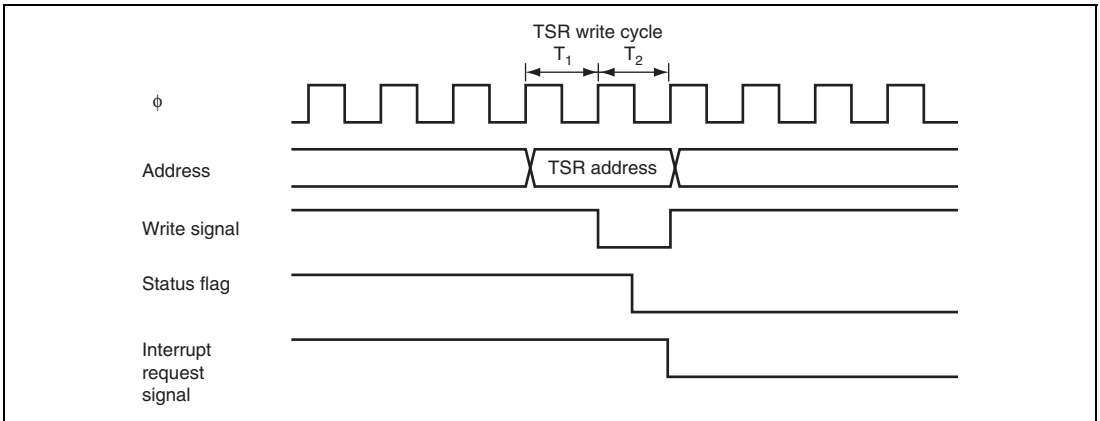 TSR write cycle
T1 T2
ϕ
Address
TSR address
Write signal
Status flag
Interrupt
request
signal